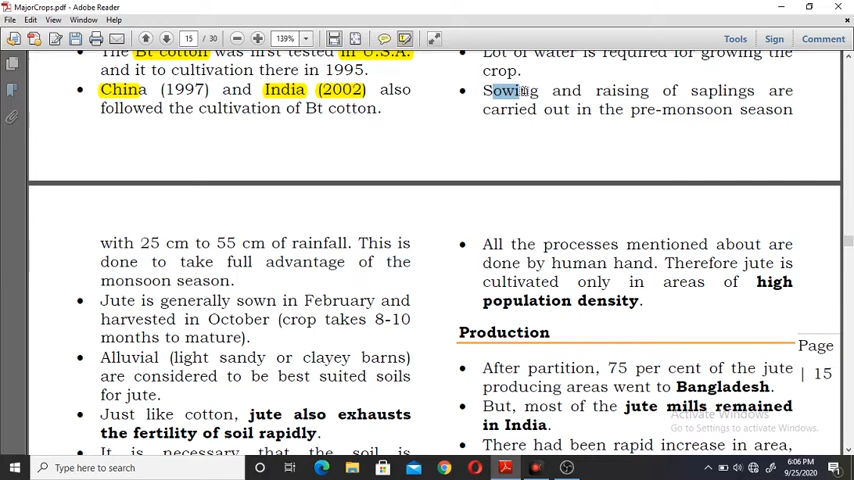 MajorCrops.pdf - Adobe Reader
File Edit View Window Help
15 / 30
139%
Tools Sign Comment
The Bt cotton was first tested in U.S.A.
and it to cultivation there in 1995.
• China (1997) and India (2002) also
followed the cultivation of Bt cotton.
Lot of water is required for growing the
crop.
• Sowing and raising of saplings are
carried out in the pre-monsoon season
with 25 cm to 55 cm of rainfall. This is
done to take full advantage of the
monsoon season.
• Jute is generally sown in February and
harvested in October (crop takes 8-10
months to mature).
• Alluvial (light sandy or clayey barns)
are considered to be best suited soils
for jute.
• Just like cotton, jute also exhausts
the fertility of soil rapidly.
• It is necessary that the soil is
• All the processes mentioned about are
done by human hand. Therefore jute is
cultivated only in areas of high
population density.
Production
• After partition, 75 per cent of the jute
producing areas went to Bangladesh.
• But, most of the jute mills remained
in India.
• There had been rapid increase in area,
Page
| 15
Activate Windows
Go to Settings to activate Windows.
Type here to search
6:06 PM
9/25/2020